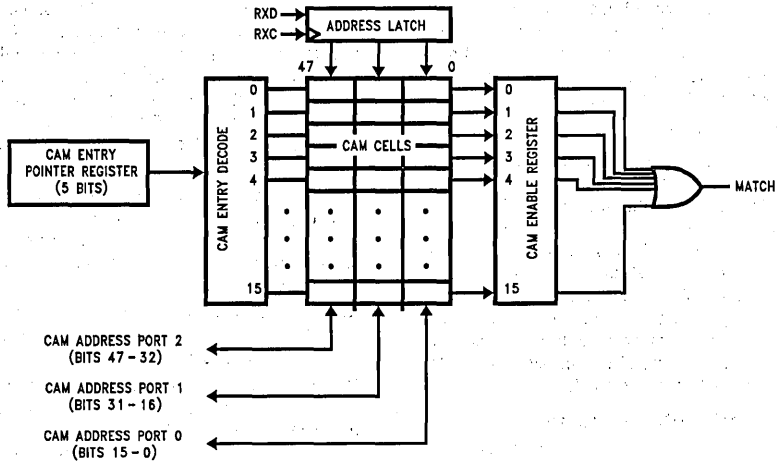 RXD
RXC
ADDRESS LATCH
47
0
CAM ENTRY
POINTER REGISTER
(5 BITS)
CAM ENTRY DECODE
0
1
2
3
4
15
CAM CELLS
CAM ENABLE REGISTER
0
1
2
3
4
15
MATCH
CAM ADDRESS PORT 2
(BITS 47-32)
CAM ADDRESS PORT 1
(BITS 31-16)
CAM ADDRESS PORT 0
(BITS 15-0)